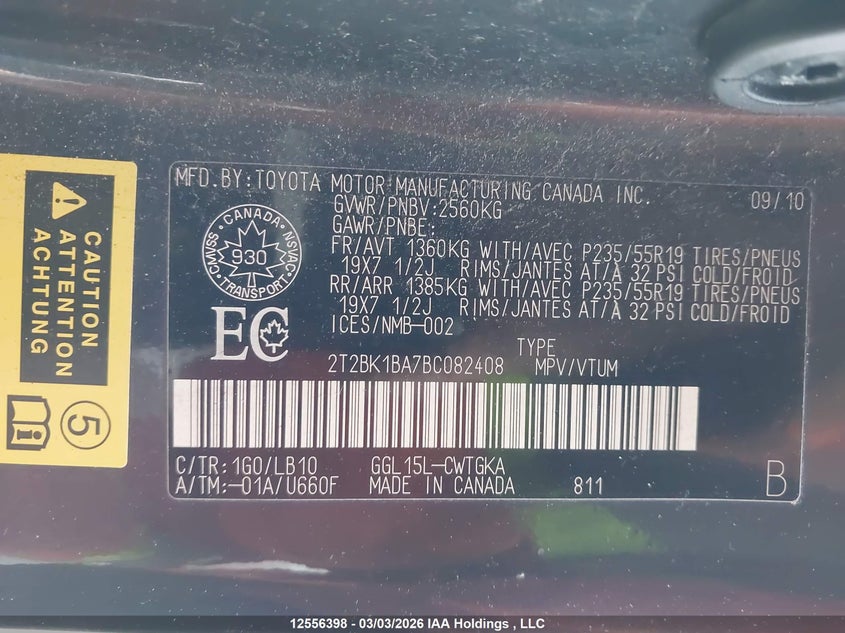 MFD.BY:TOYOTA MOTOR MANUFACTURING CANADA INC. 09/10
GVWR/PNBV:2560KG
GAWR/PNBE:
FR/AVT 1360KG WITH/AVEC P235/55R19 TIRES/PNEUS
19X7 1/2J RIMS/JANTES AT/À 32 PSI COLD/FROID
RR/ARR 1385KG WITH/AVEC P235/55R19 TIRES/PNEUS
19X7 1/2J RIMS/JANTES AT/À 32 PSI COLD/FROID
ICES/NMB-002
CANADA
CMVSS 930 NSVAC
TRANSPORT
EC
TYPE
2T2BK1BA7BC082408 MPV/VTUM
C/TR:1G0/LB10 GGL15L-CWTGKA
A/TM:-01A/U660F MADE IN CANADA 811 B
CAUTION
ACHTUNG
5
12556398 - 03/03/2026 IAA Holdings , LLC